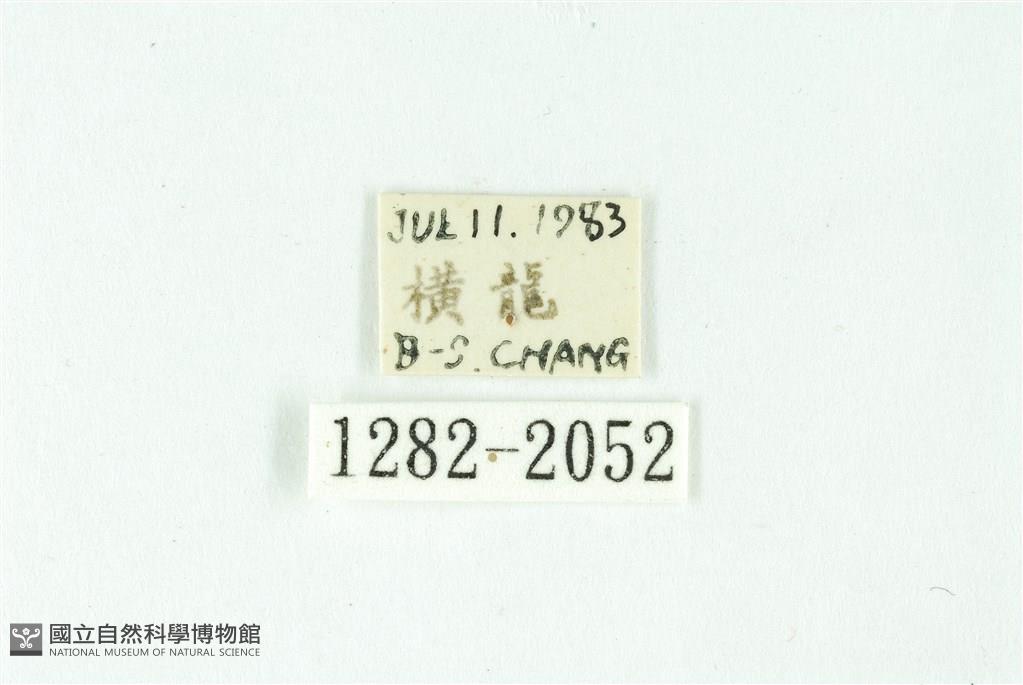 JUL 11. 1983
橫龍
B-S. CHANG
1282-2052
國立自然科學博物館
NATIONAL MUSEUM OF NATURAL SCIENCE